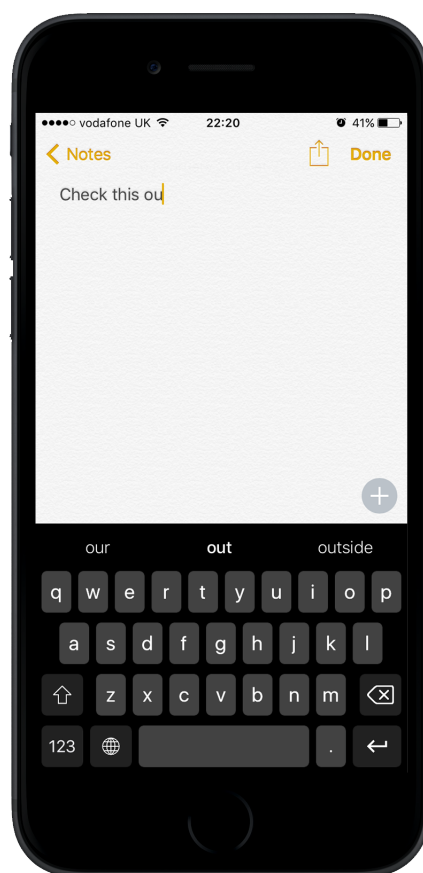 vodafone UK 22:20 41%
Notes Done
Check this ou
our out outside
q w e r t y u i o p
a s d f g h j k l
z x c v b n m
123 .